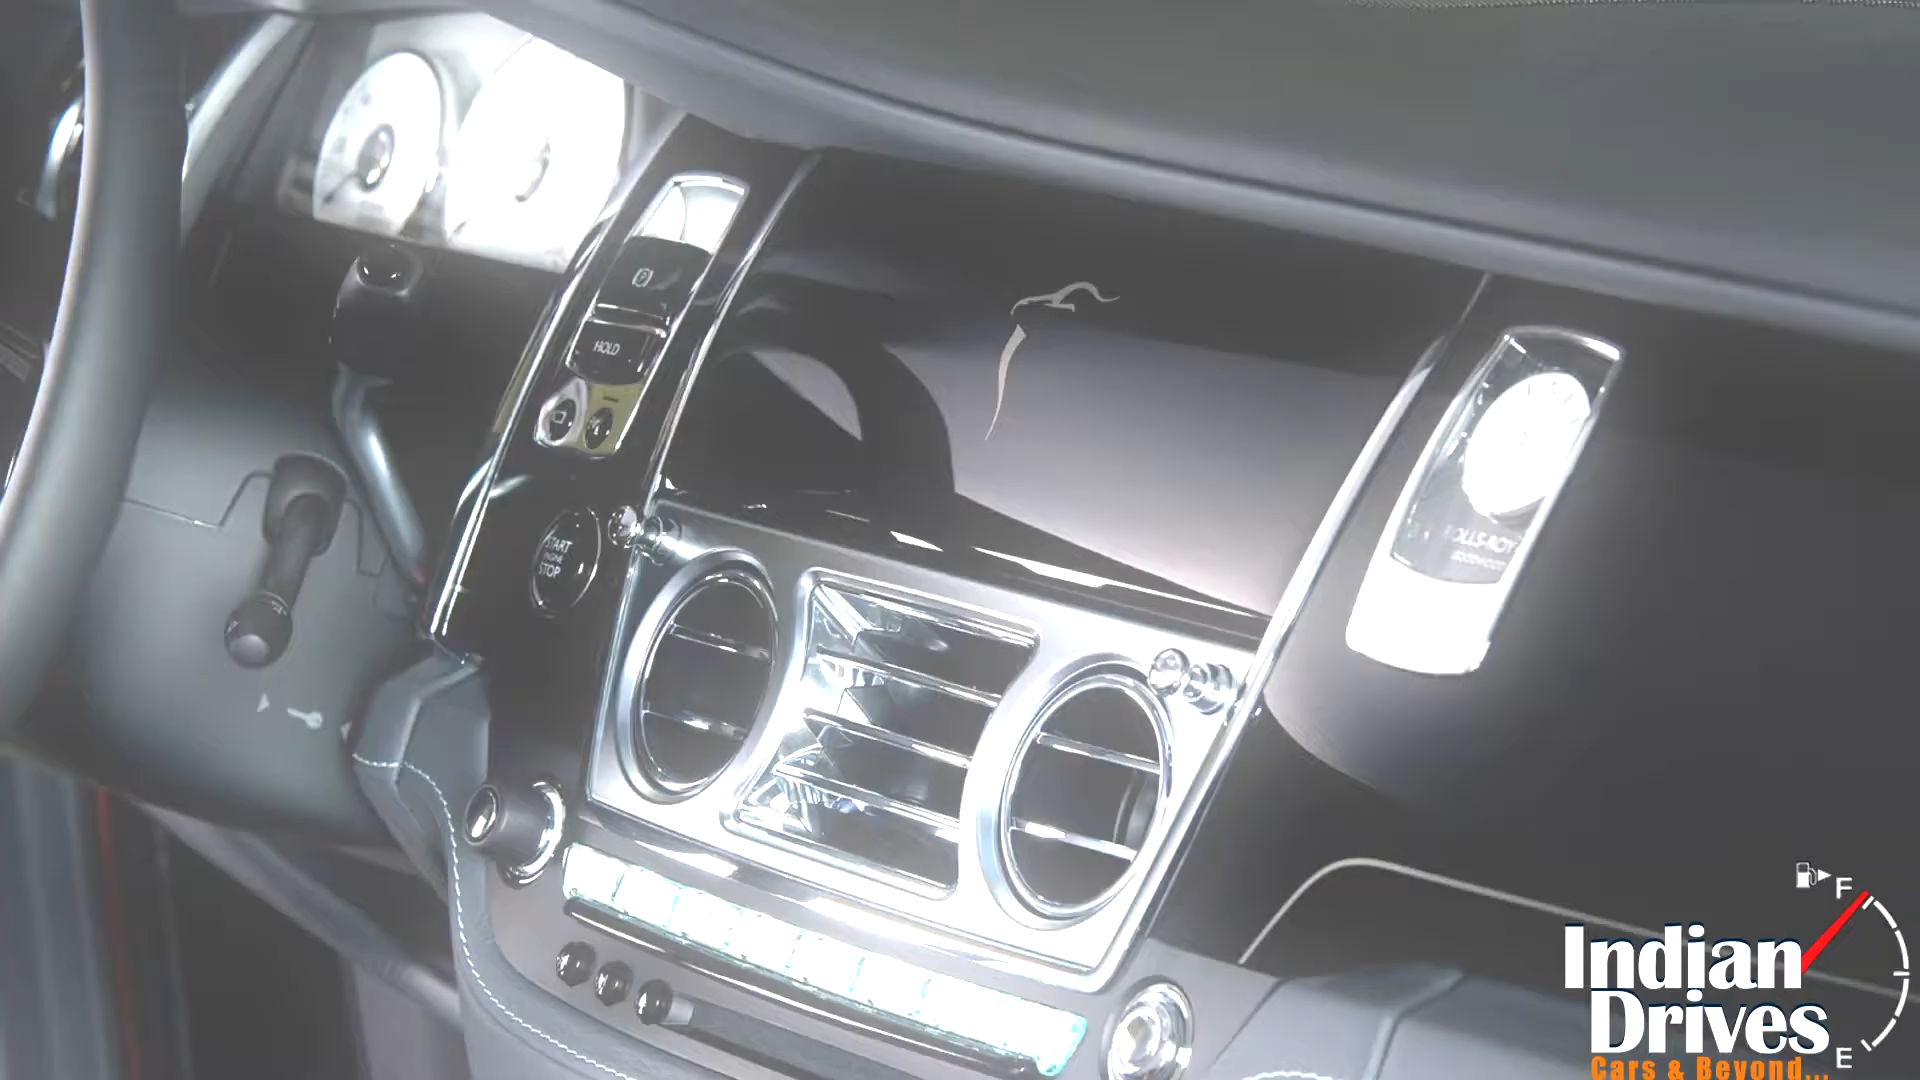 HOLD
START
ENGINE
STOP
F
Indian
Drives
E
Cars & Beyond...